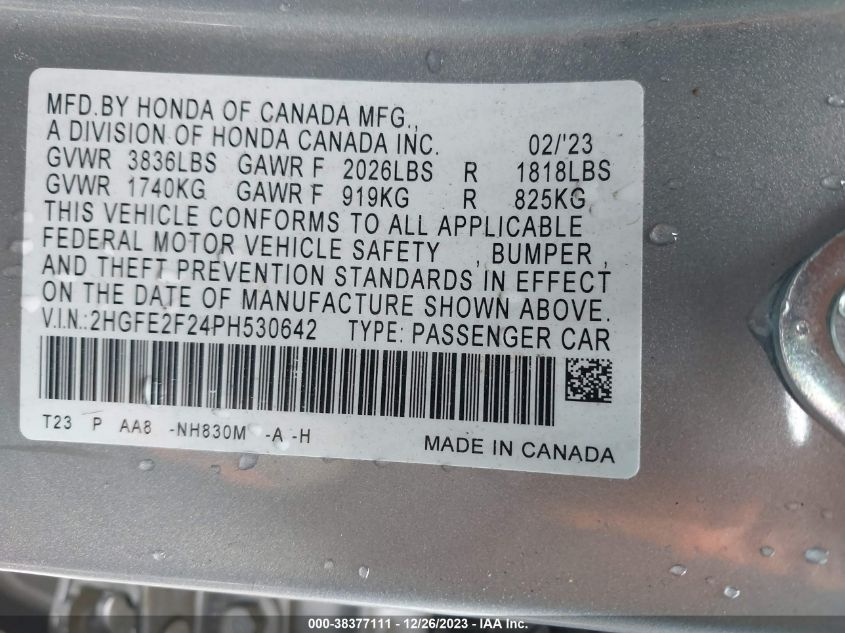 MFD.BY HONDA OF CANADA MFG.,
A DIVISION OF HONDA CANADA INC. 02/'23
GVWR 3836LBS GAWR F 2026LBS R 1818LBS
GVWR 1740KG GAWR F 919KG R 825KG
THIS VEHICLE CONFORMS TO ALL APPLICABLE
FEDERAL MOTOR VEHICLE SAFETY , BUMPER ,
AND THEFT PREVENTION STANDARDS IN EFFECT
ON THE DATE OF MANUFACTURE SHOWN ABOVE.
V.I.N.:2HGFE2F24PH530642 TYPE: PASSENGER CAR
T23 P AA8 -NH830M -A -H
MADE IN CANADA
000-38377111 - 12/26/2023 - IAA Inc.